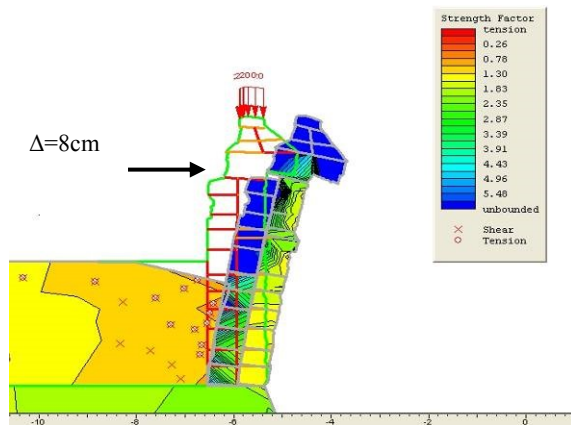 Strength Factor
tension
0.26
0.78
1.30
1.83
2.35
2.87
3.39
3.91
4.43
4.96
5.48
unbounded
Shear
Tension
Δ=8cm
-10
-8
-6
-4
-2
0